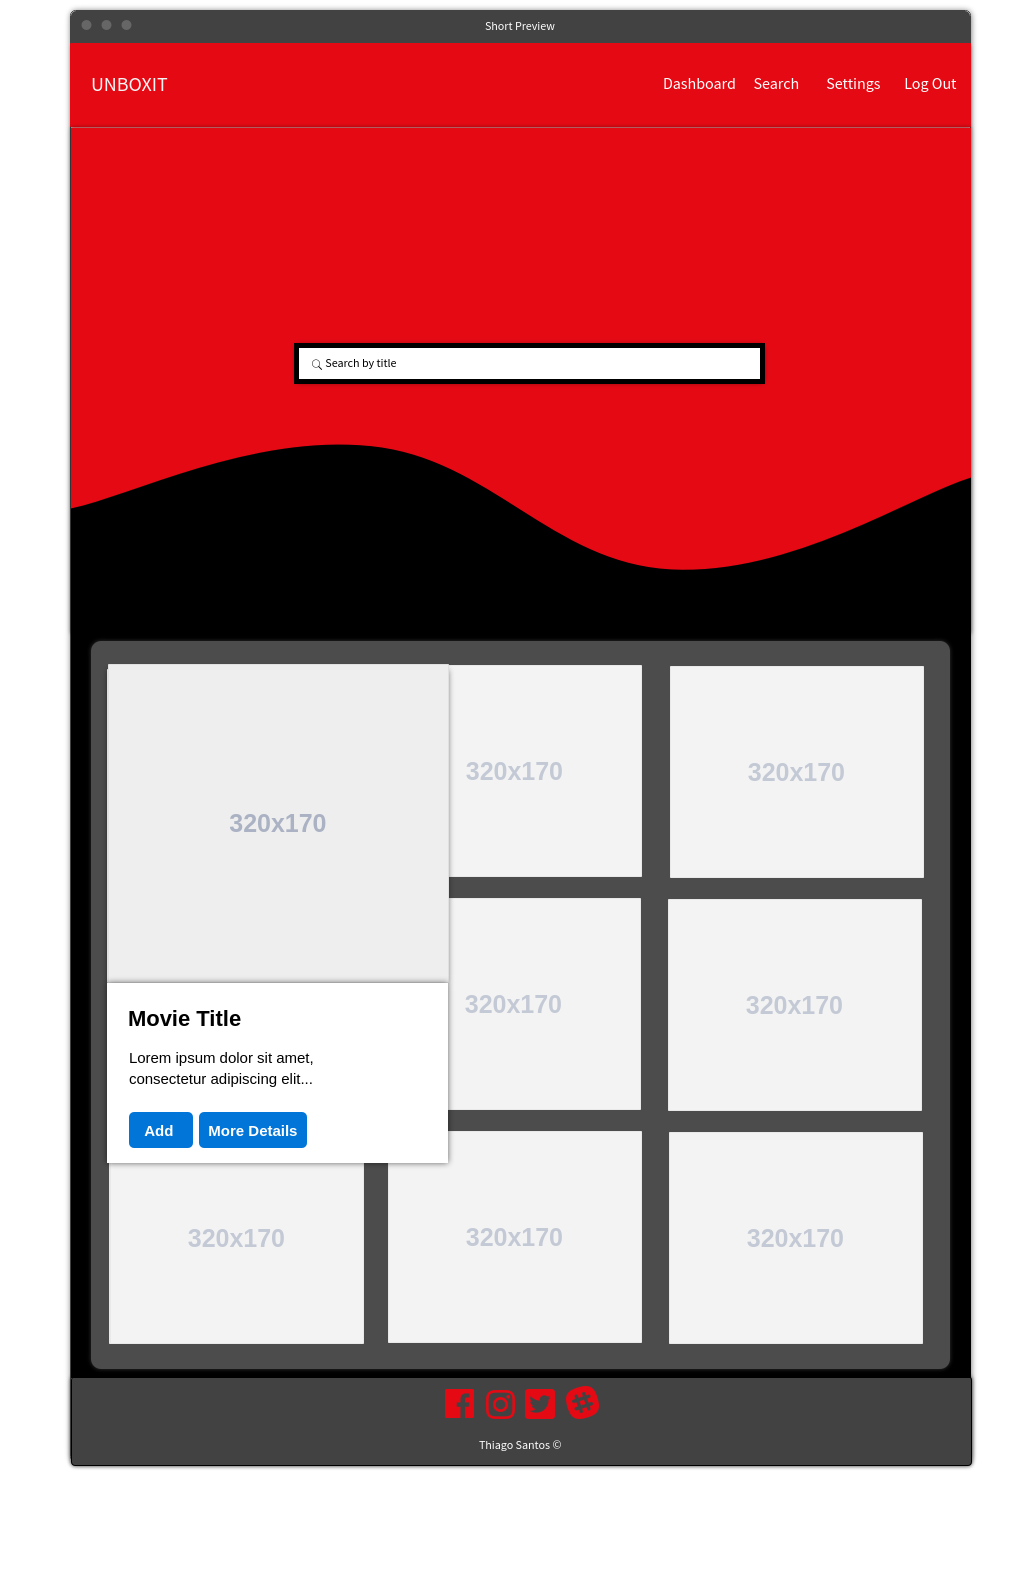 Short Preview
UNBOXIT
Dashboard
Search
Settings
Log Out
Search by title
320x170
320x170
320x170
320x170
320x170
Movie Title
Lorem ipsum dolor sit amet,
consectetur adipiscing elit...
Add
More Details
320x170
320x170
320x170
Thiago Santos ©